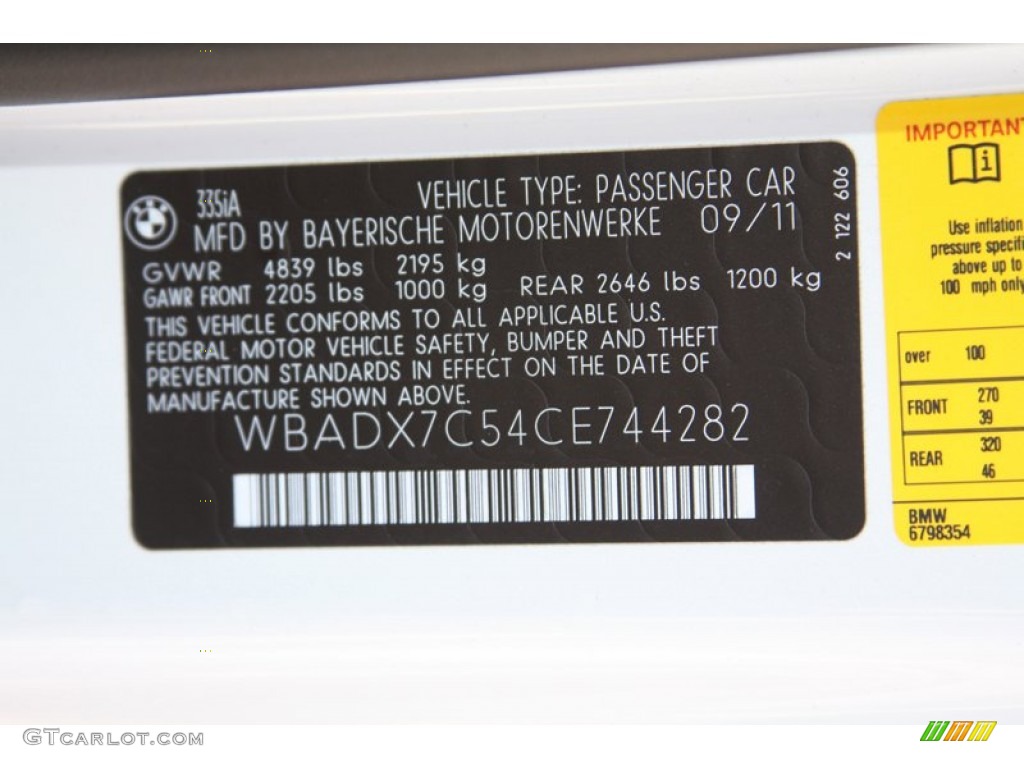 335iA
VEHICLE TYPE: PASSENGER CAR
MFD BY BAYERISCHE MOTORENWERKE 09/11
GVWR 4839 lbs 2195 kg
GAWR FRONT 2205 lbs 1000 kg REAR 2646 lbs 1200 kg
THIS VEHICLE CONFORMS TO ALL APPLICABLE U.S.
FEDERAL MOTOR VEHICLE SAFETY, BUMPER AND THEFT
PREVENTION STANDARDS IN EFFECT ON THE DATE OF
MANUFACTURE SHOWN ABOVE.
WBADX7C54CE744282
2 122 606
IMPORTANT
i
Use inflation
pressure specifi
above up to
100 mph only
over 100
FRONT 270
39
REAR 320
46
BMW
6798354
GTCARLOT.COM